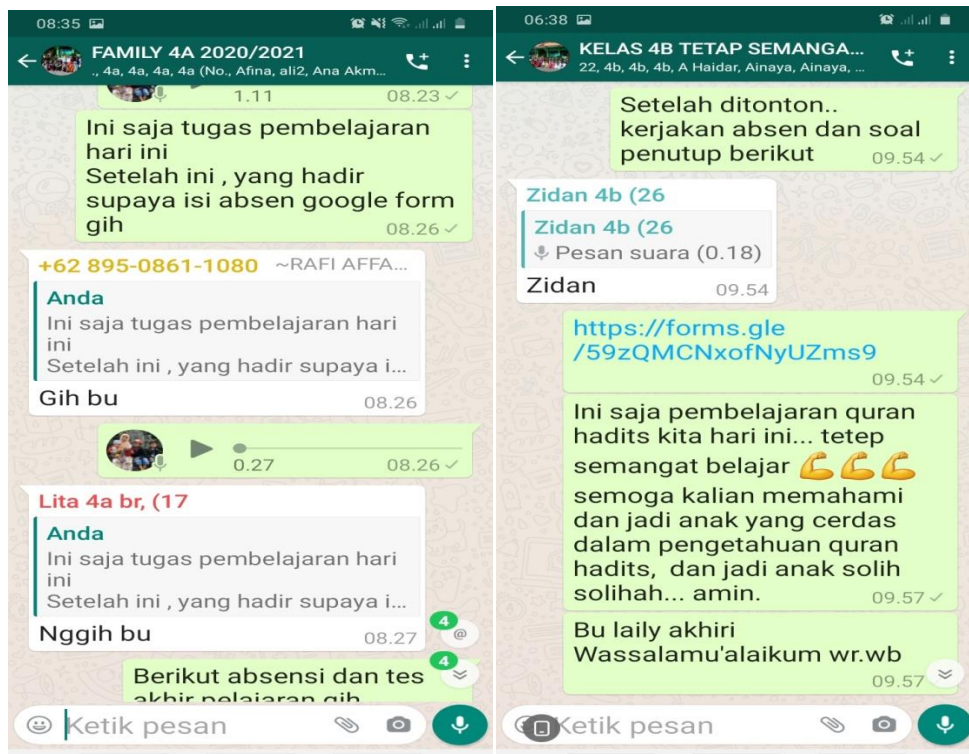 08:35
FAMILY 4A 2020/2021
., 4a, 4a, 4a, 4a (No., Afina, ali2, Ana Akm...
1.11 08.23
Ini saja tugas pembelajaran
hari ini
Setelah ini , yang hadir
supaya isi absen google form
gih 08.26
+62 895-0861-1080 ~RAFI AFFA...
Anda
Ini saja tugas pembelajaran hari
ini
Setelah ini , yang hadir supaya i...
Gih bu 08.26
0.27 08.26
Lita 4a br, (17
Anda
Ini saja tugas pembelajaran hari
ini
Setelah ini , yang hadir supaya i...
Nggih bu 08.27
4
@
4
Berikut absensi dan tes
akhir pelajaran gih
Ketik pesan
06:38
KELAS 4B TETAP SEMANGA...
22, 4b, 4b, 4b, A Haidar, Ainaya, Ainaya, ...
Setelah ditonton..
kerjakan absen dan soal
penutup berikut 09.54
Zidan 4b (26
Zidan 4b (26
Pesan suara (0.18)
Zidan 09.54
https://forms.gle
/59zQMCNxofNyUZms9
09.54
Ini saja pembelajaran quran
hadits kita hari ini... tetep
semangat belajar 💪💪💪
semoga kalian memahami
dan jadi anak yang cerdas
dalam pengetahuan quran
hadits, dan jadi anak solih
solihah... amin. 09.57
Bu laily akhiri
Wassalamu'alaikum wr.wb
09.57
Ketik pesan